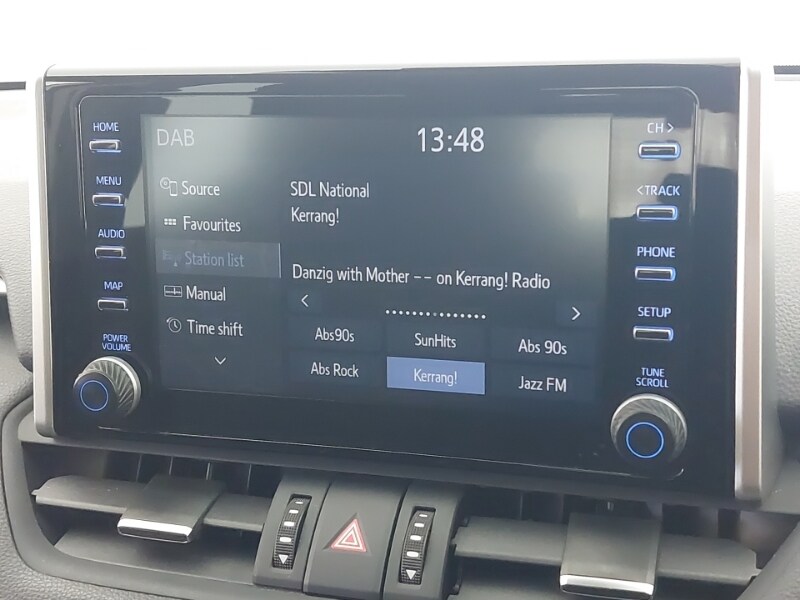 HOME
MENU
AUDIO
MAP
POWER
VOLUME
DAB
13:48
Source
Favourites
Station list
Manual
Time shift
SDL National
Kerrang!
Danzig with Mother -- on Kerrang! Radio
<
>
Abs90s
SunHits
Abs 90s
Abs Rock
Kerrang!
Jazz FM
CH >
< TRACK
PHONE
SETUP
TUNE
SCROLL